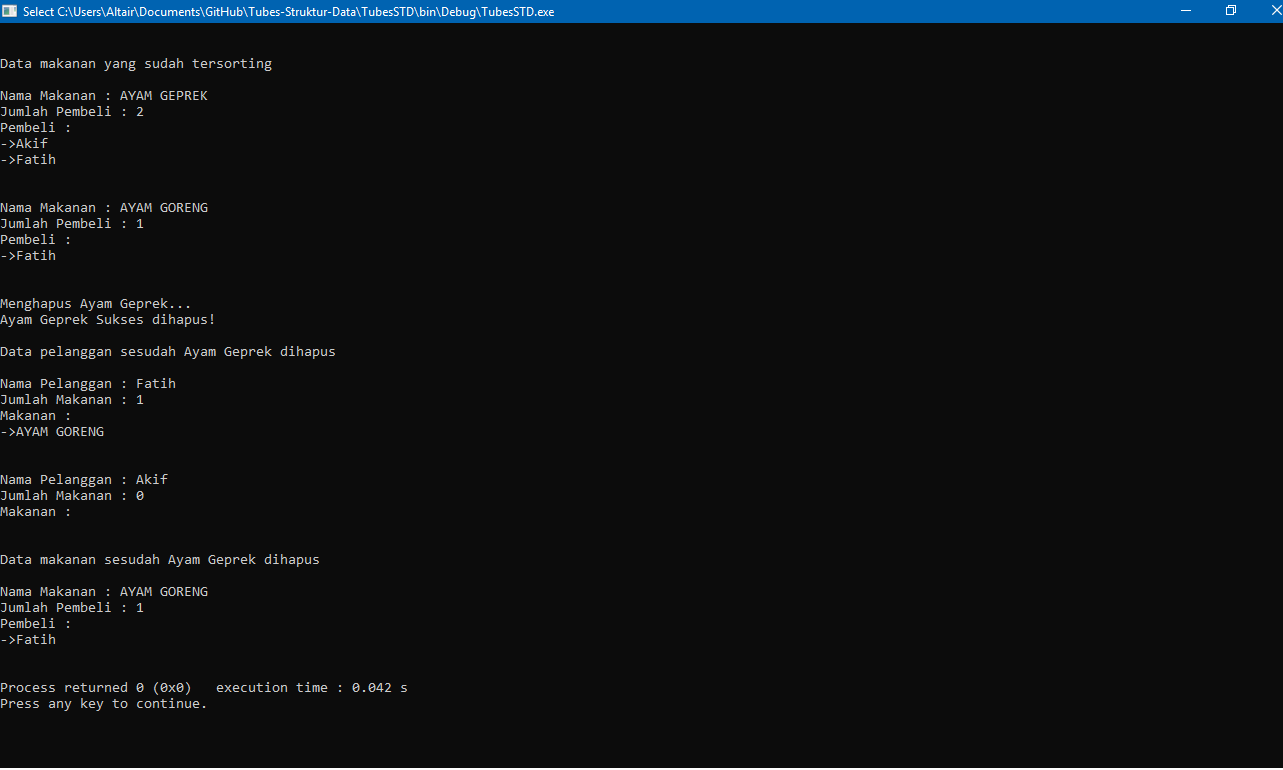 Select C:\Users\Altair\Documents\GitHub\Tubes-Struktur-Data\TubesSTD\bin\Debug\TubesSTD.exe
Data makanan yang sudah tersorting
Nama Makanan : AYAM GEPREK
Jumlah Pembeli : 2
Pembeli :
->Akif
->Fatih
Nama Makanan : AYAM GORENG
Jumlah Pembeli : 1
Pembeli :
->Fatih
Menghapus Ayam Geprek...
Ayam Geprek Sukses dihapus!
Data pelanggan sesudah Ayam Geprek dihapus
Nama Pelanggan : Fatih
Jumlah Makanan : 1
Makanan :
->AYAM GORENG
Nama Pelanggan : Akif
Jumlah Makanan : 0
Makanan :
Data makanan sesudah Ayam Geprek dihapus
Nama Makanan : AYAM GORENG
Jumlah Pembeli : 1
Pembeli :
->Fatih
Process returned 0 (0x0)   execution time : 0.042 s
Press any key to continue.